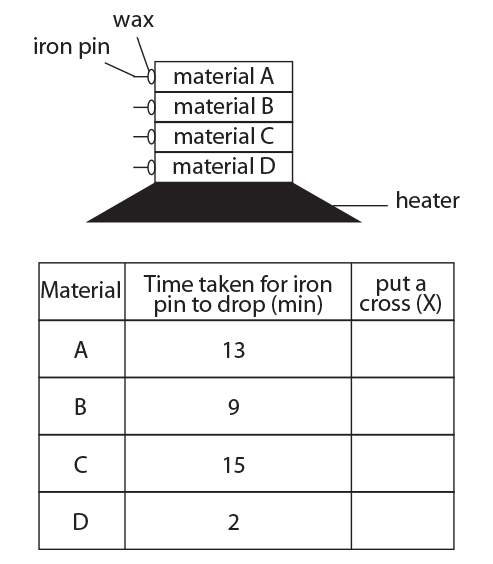 wax
iron pin
material A
material B
material C
material D
heater
Material
Time taken for iron
pin to drop (min)
put a
cross (X)
A 13
B 9
C 15
D 2